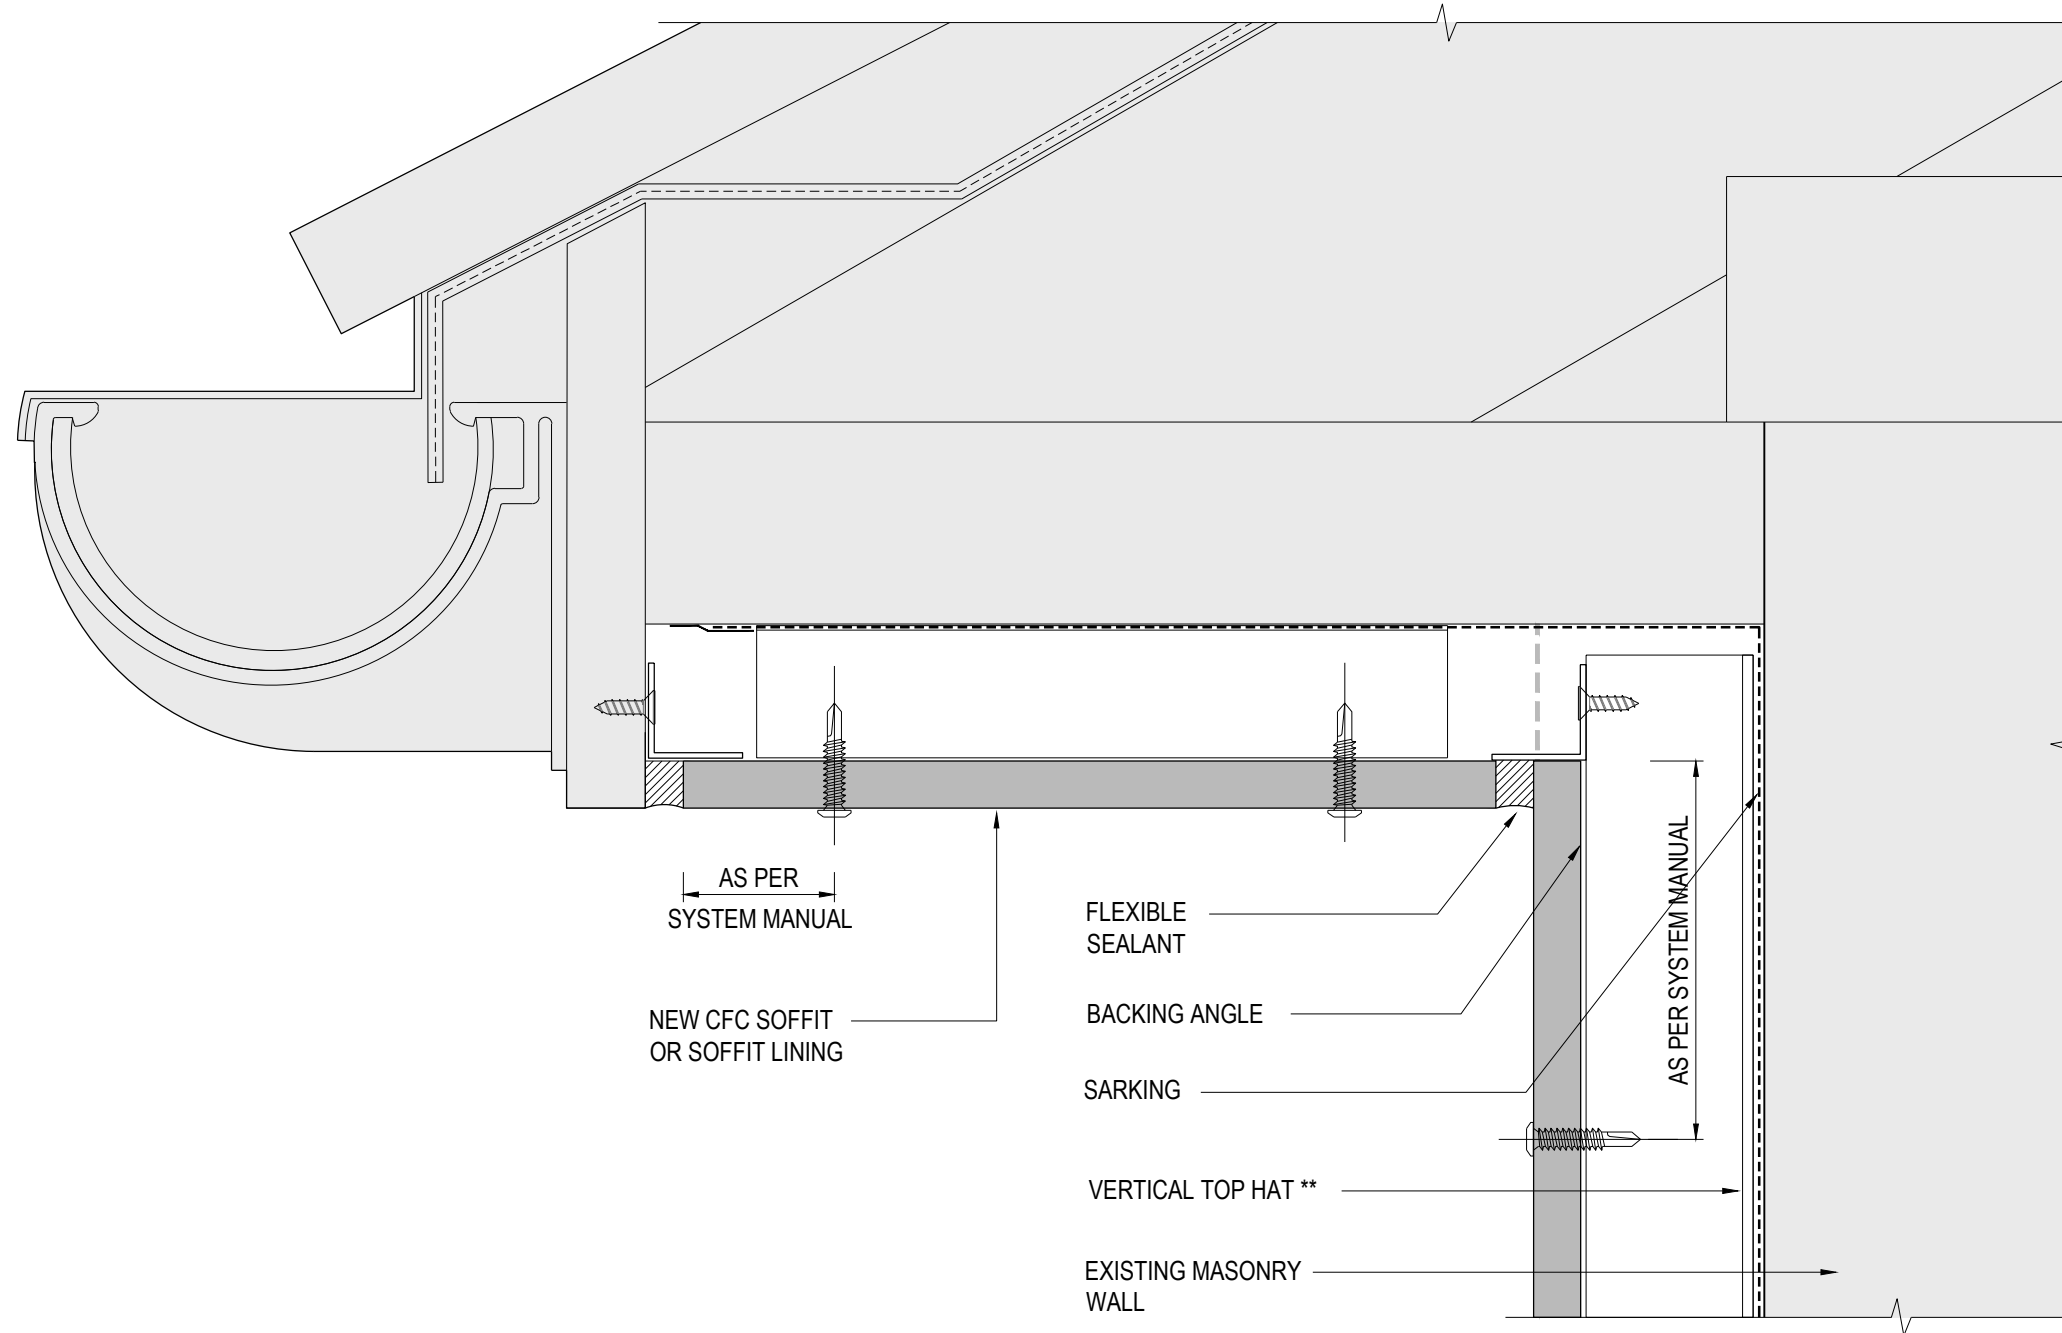 AS PER
SYSTEM MANUAL
NEW CFC SOFFIT
OR SOFFIT LINING
FLEXIBLE
SEALANT
BACKING ANGLE
SARKING
VERTICAL TOP HAT **
EXISTING MASONRY
WALL
AS PER SYSTEM MANUAL